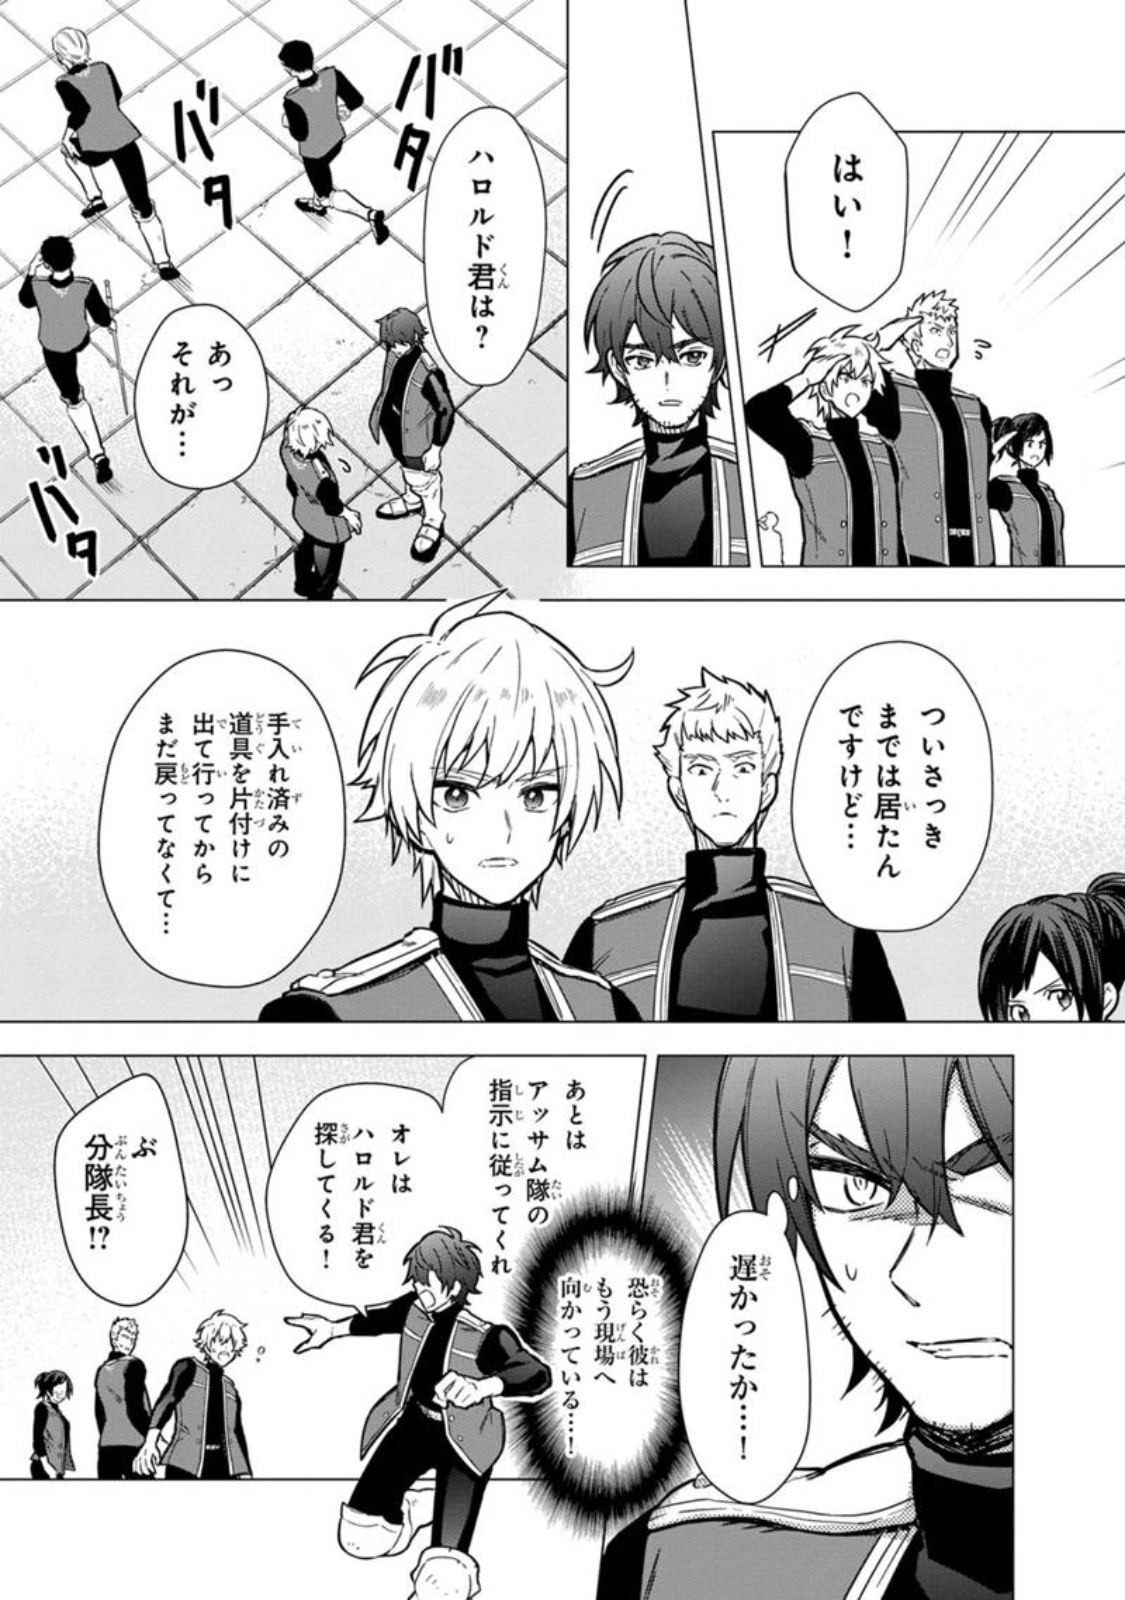 はい！
ハロルド君は？
あっ
それが…
バタ
バタ
バタ
ついさっき
までは居たん
ですけど…
手入れ済みの
道具を片付けに
出て行ってから
まだ戻ってなくて…
遅かったか…！
恐らく彼は
もう現場へ
向かっている…！
あとは
アッサム隊の
指示に従ってくれ
オレは
ハロルド君を
探してくる！
ぶ
分隊長!?